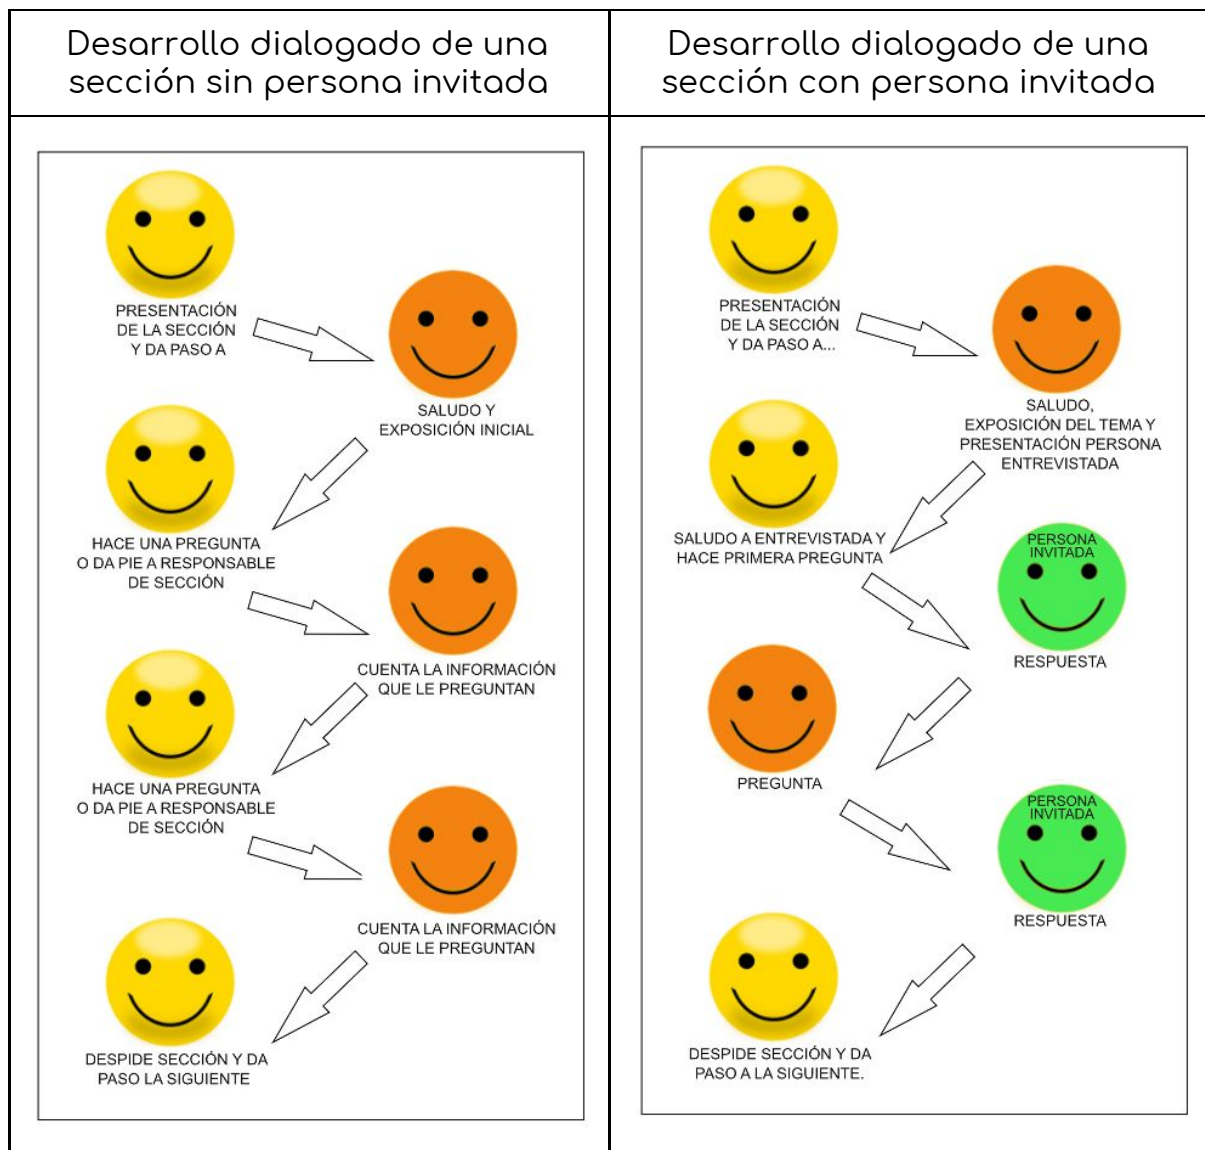 Desarrollo dialogado de una
sección sin persona invitada
PRESENTACIÓN
DE LA SECCIÓN
Y DA PASO A
SALUDO Y
EXPOSICIÓN INICIAL
HACE UNA PREGUNTA
O DA PIE A RESPONSABLE
DE SECCIÓN
CUENTA LA INFORMACIÓN
QUE LE PREGUNTAN
HACE UNA PREGUNTA
O DA PIE A RESPONSABLE
DE SECCIÓN
CUENTA LA INFORMACIÓN
QUE LE PREGUNTAN
DESPIDE SECCIÓN Y DA
PASO LA SIGUIENTE
Desarrollo dialogado de una
sección con persona invitada
PRESENTACIÓN
DE LA SECCIÓN
Y DA PASO A...
SALUDO,
EXPOSICIÓN DEL TEMA Y
PRESENTACIÓN PERSONA
ENTREVISTADA
SALUDO A ENTREVISTADA Y
HACE PRIMERA PREGUNTA
PERSONA
INVITADA
RESPUESTA
PREGUNTA
PERSONA
INVITADA
RESPUESTA
DESPIDE SECCIÓN Y DA
PASO A LA SIGUIENTE.